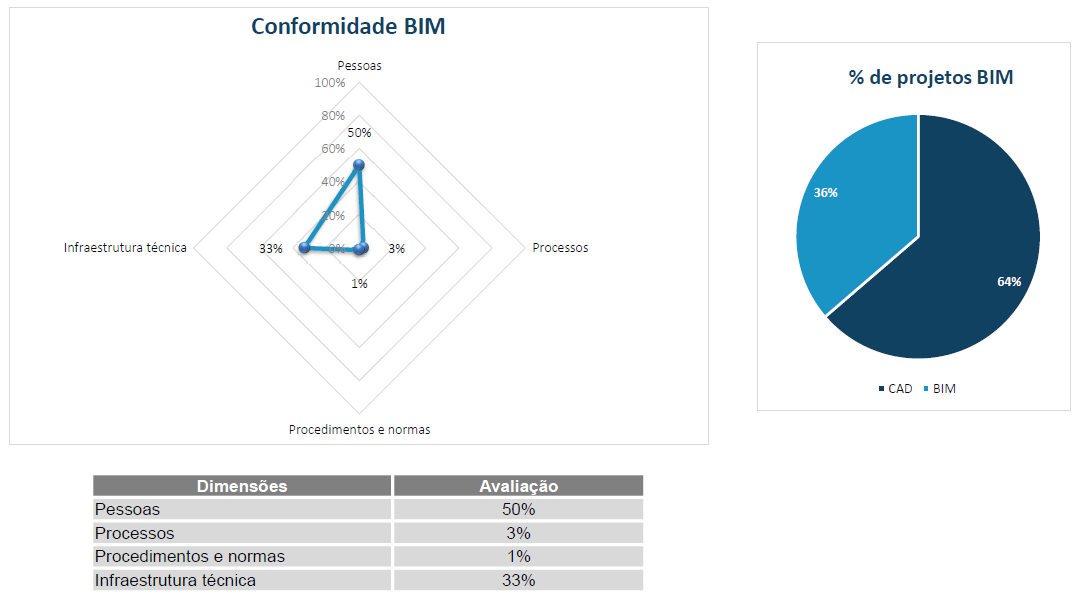 Conformidade BIM
Pessoas
100%
80%
50%
60%
40%
20%
Infraestrutura técnica
33%
0%
3%
Processos
1%
Procedimentos e normas
% de projetos BIM
36%
64%
CAD BIM
Dimensões Avaliação
Pessoas 50%
Processos 3%
Procedimentos e normas 1%
Infraestrutura técnica 33%